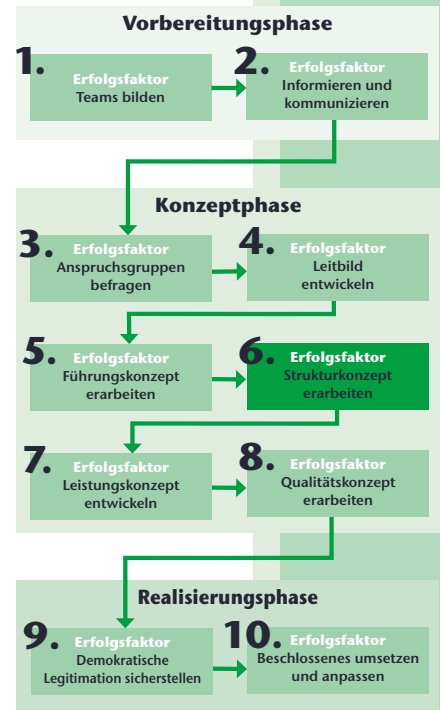 Vorbereitungsphase
1.
Erfolgsfaktor
Teams bilden
2.
Erfolgsfaktor
Informieren und
kommunizieren
Konzeptphase
3.
Erfolgsfaktor
Anspruchsgruppen
befragen
4.
Erfolgsfaktor
Leitbild
entwickeln
5.
Erfolgsfaktor
Führungskonzept
erarbeiten
6.
Erfolgsfaktor
Strukturkonzept
erarbeiten
7.
Erfolgsfaktor
Leistungskonzept
entwickeln
8.
Erfolgsfaktor
Qualitätskonzept
erarbeiten
Realisierungsphase
9.
Erfolgsfaktor
Demokratische
Legitimation sicherstellen
10.
Erfolgsfaktor
Beschlossenes umsetzen
und anpassen